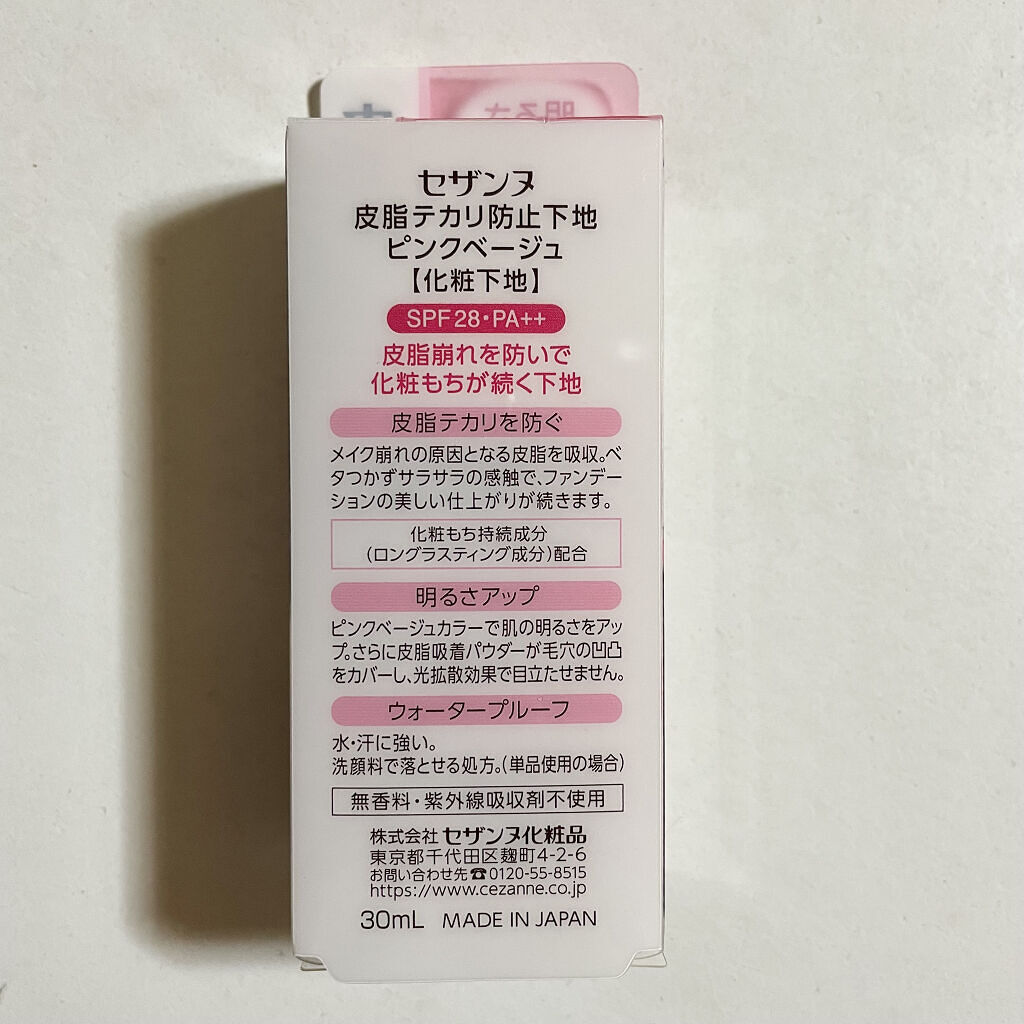 明るさ
セザンヌ
皮脂テカリ防止下地
ピンクベージュ
【化粧下地】
SPF28・PA++
皮脂崩れを防いで
化粧もちが続く下地
皮脂テカリを防ぐ
メイク崩れの原因となる皮脂を吸収。ベ
タつかずサラサラの感触で、ファンデー
ションの美しい仕上がりが続きます。
化粧もち持続成分
(ロングラスティング成分)配合
明るさアップ
ピンクベージュカラーで肌の明るさをアッ
プ。さらに皮脂吸着パウダーが毛穴の凹凸
をカバーし、光拡散効果で目立たせません。
ウォータープルーフ
水・汗に強い。
洗顔料で落とせる処方。(単品使用の場合)
無香料・紫外線吸収剤不使用
株式会社 セザンヌ化粧品
東京都千代田区麹町4-2-6
お問い合わせ先☎0120-55-8515
https://www.cezanne.co.jp
30mL MADE IN JAPAN